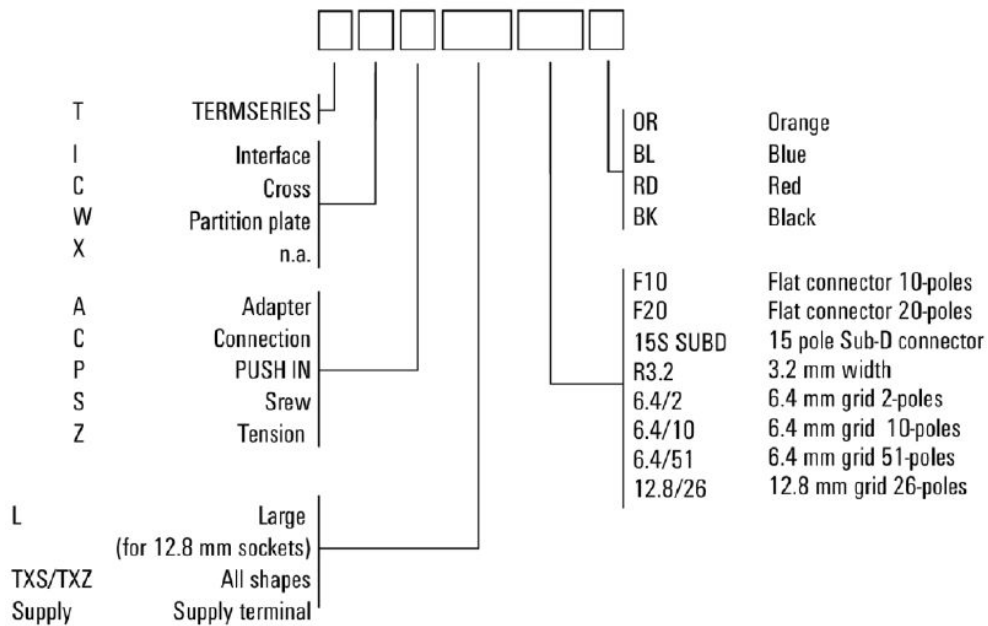 T TERMSERIES
I Interface
C Cross
W Partition plate
X n.a.
A Adapter
C Connection
P PUSH IN
S Srew
Z Tension
L Large
(for 12.8 mm sockets)
TXS/TXZ All shapes
Supply Supply terminal
OR Orange
BL Blue
RD Red
BK Black
F10 Flat connector 10-poles
F20 Flat connector 20-poles
15S SUBD 15 pole Sub-D connector
R3.2 3.2 mm width
6.4/2 6.4 mm grid 2-poles
6.4/10 6.4 mm grid 10-poles
6.4/51 6.4 mm grid 51-poles
12.8/26 12.8 mm grid 26-poles